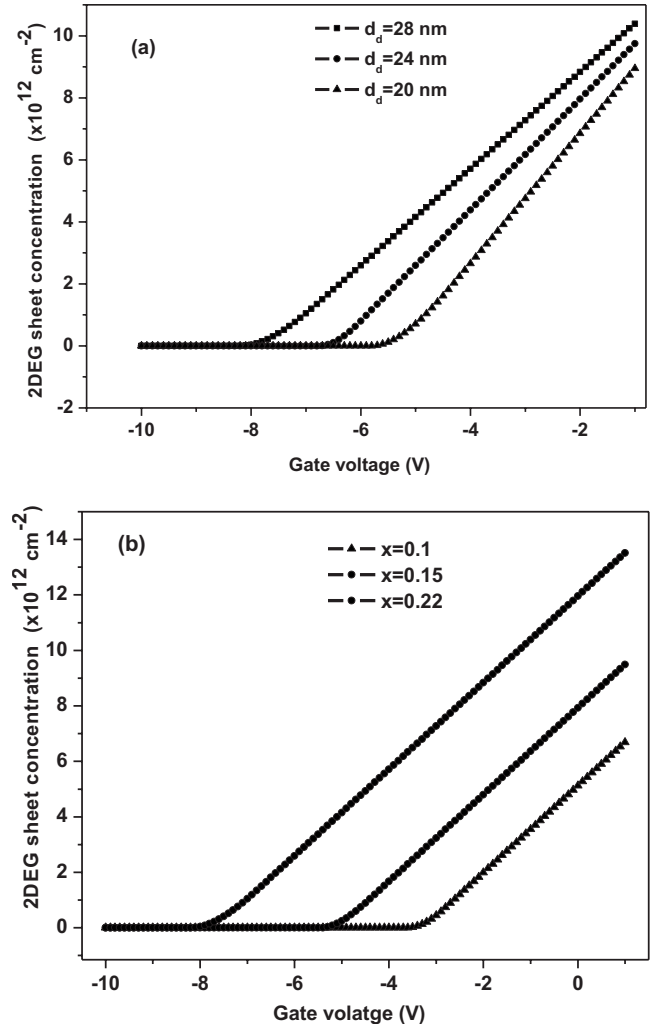 (a)
d_d=28 nm
d_d=24 nm
d_d=20 nm
2DEG sheet concentration (x10^12 cm^-2)
10
8
6
4
2
0
-2
-10 -8 -6 -4 -2
Gate voltage (V)
(b)
x=0.1
x=0.15
x=0.22
2DEG sheet concentration (x10^12 cm^-2)
14
12
10
8
6
4
2
0
-10 -8 -6 -4 -2 0
Gate volatge (V)